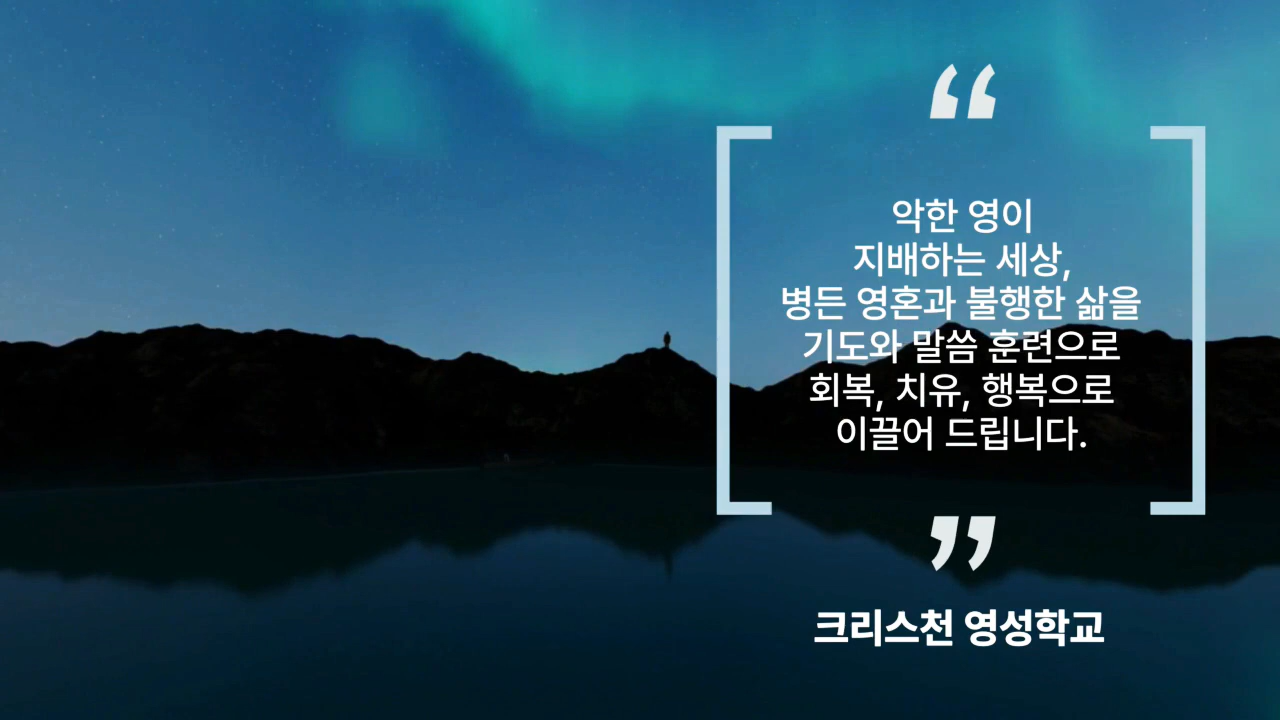 “
악한 영이
지배하는 세상,
병든 영혼과 불행한 삶을
기도와 말씀 훈련으로
회복, 치유, 행복으로
이끌어 드립니다.
”
크리스천 영성학교